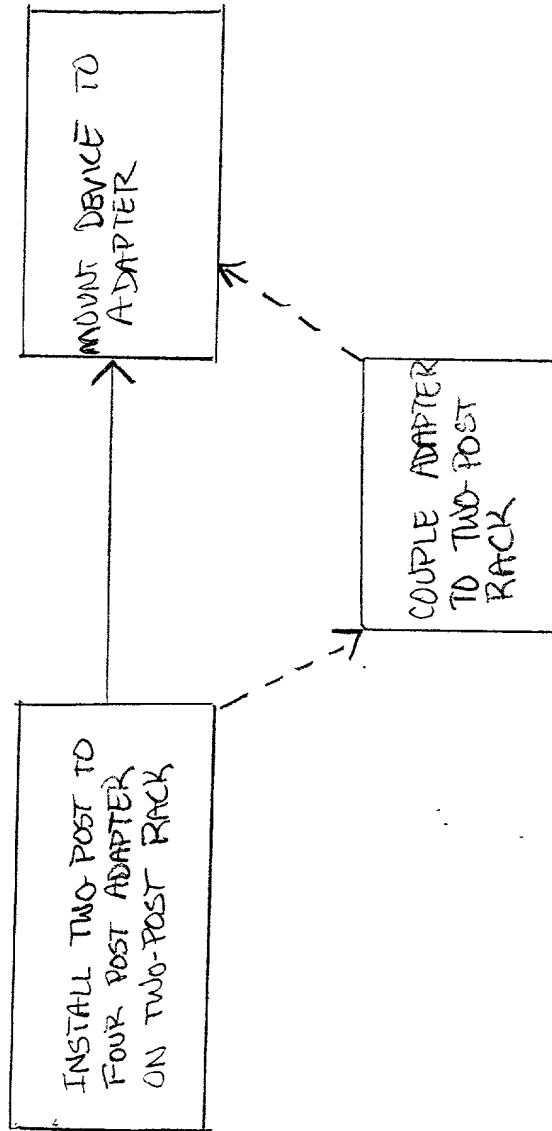 INSTALL TWO-POST TO
FOUR POST ADAPTER
ON TWO-POST RACK
MOUNT DEVICE TO
ADAPTER
COUPLE ADAPTER
TO TWO-POST
RACK